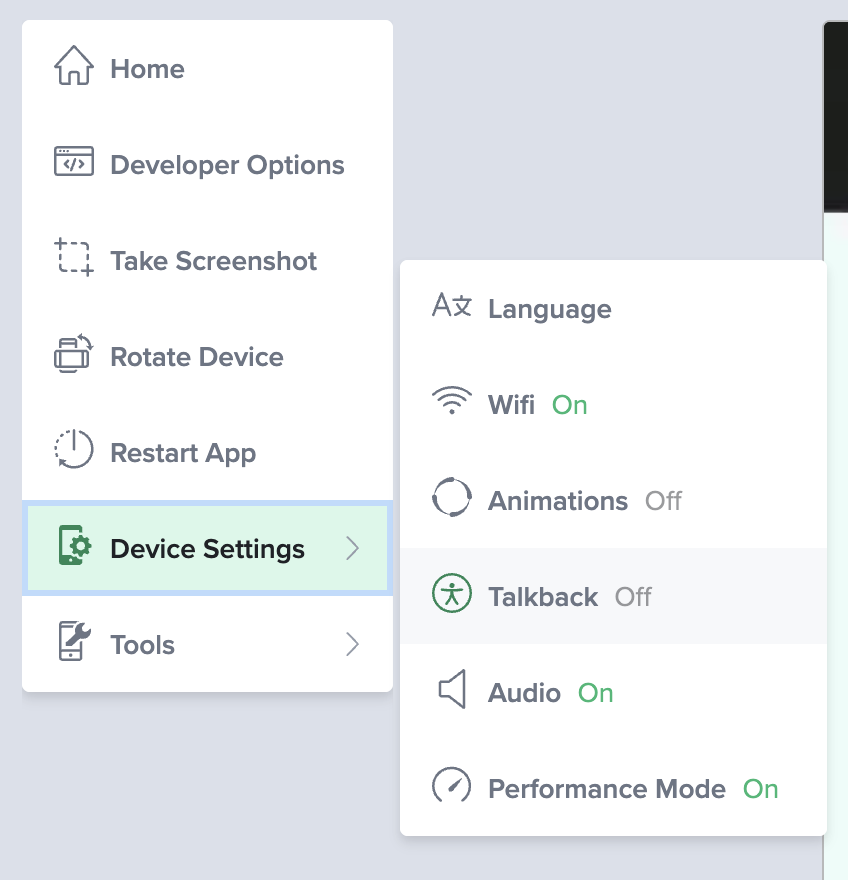 Home
Developer Options
Take Screenshot
Rotate Device
Restart App
Device Settings
Tools
Language
Wifi On
Animations Off
Talkback Off
Audio On
Performance Mode On